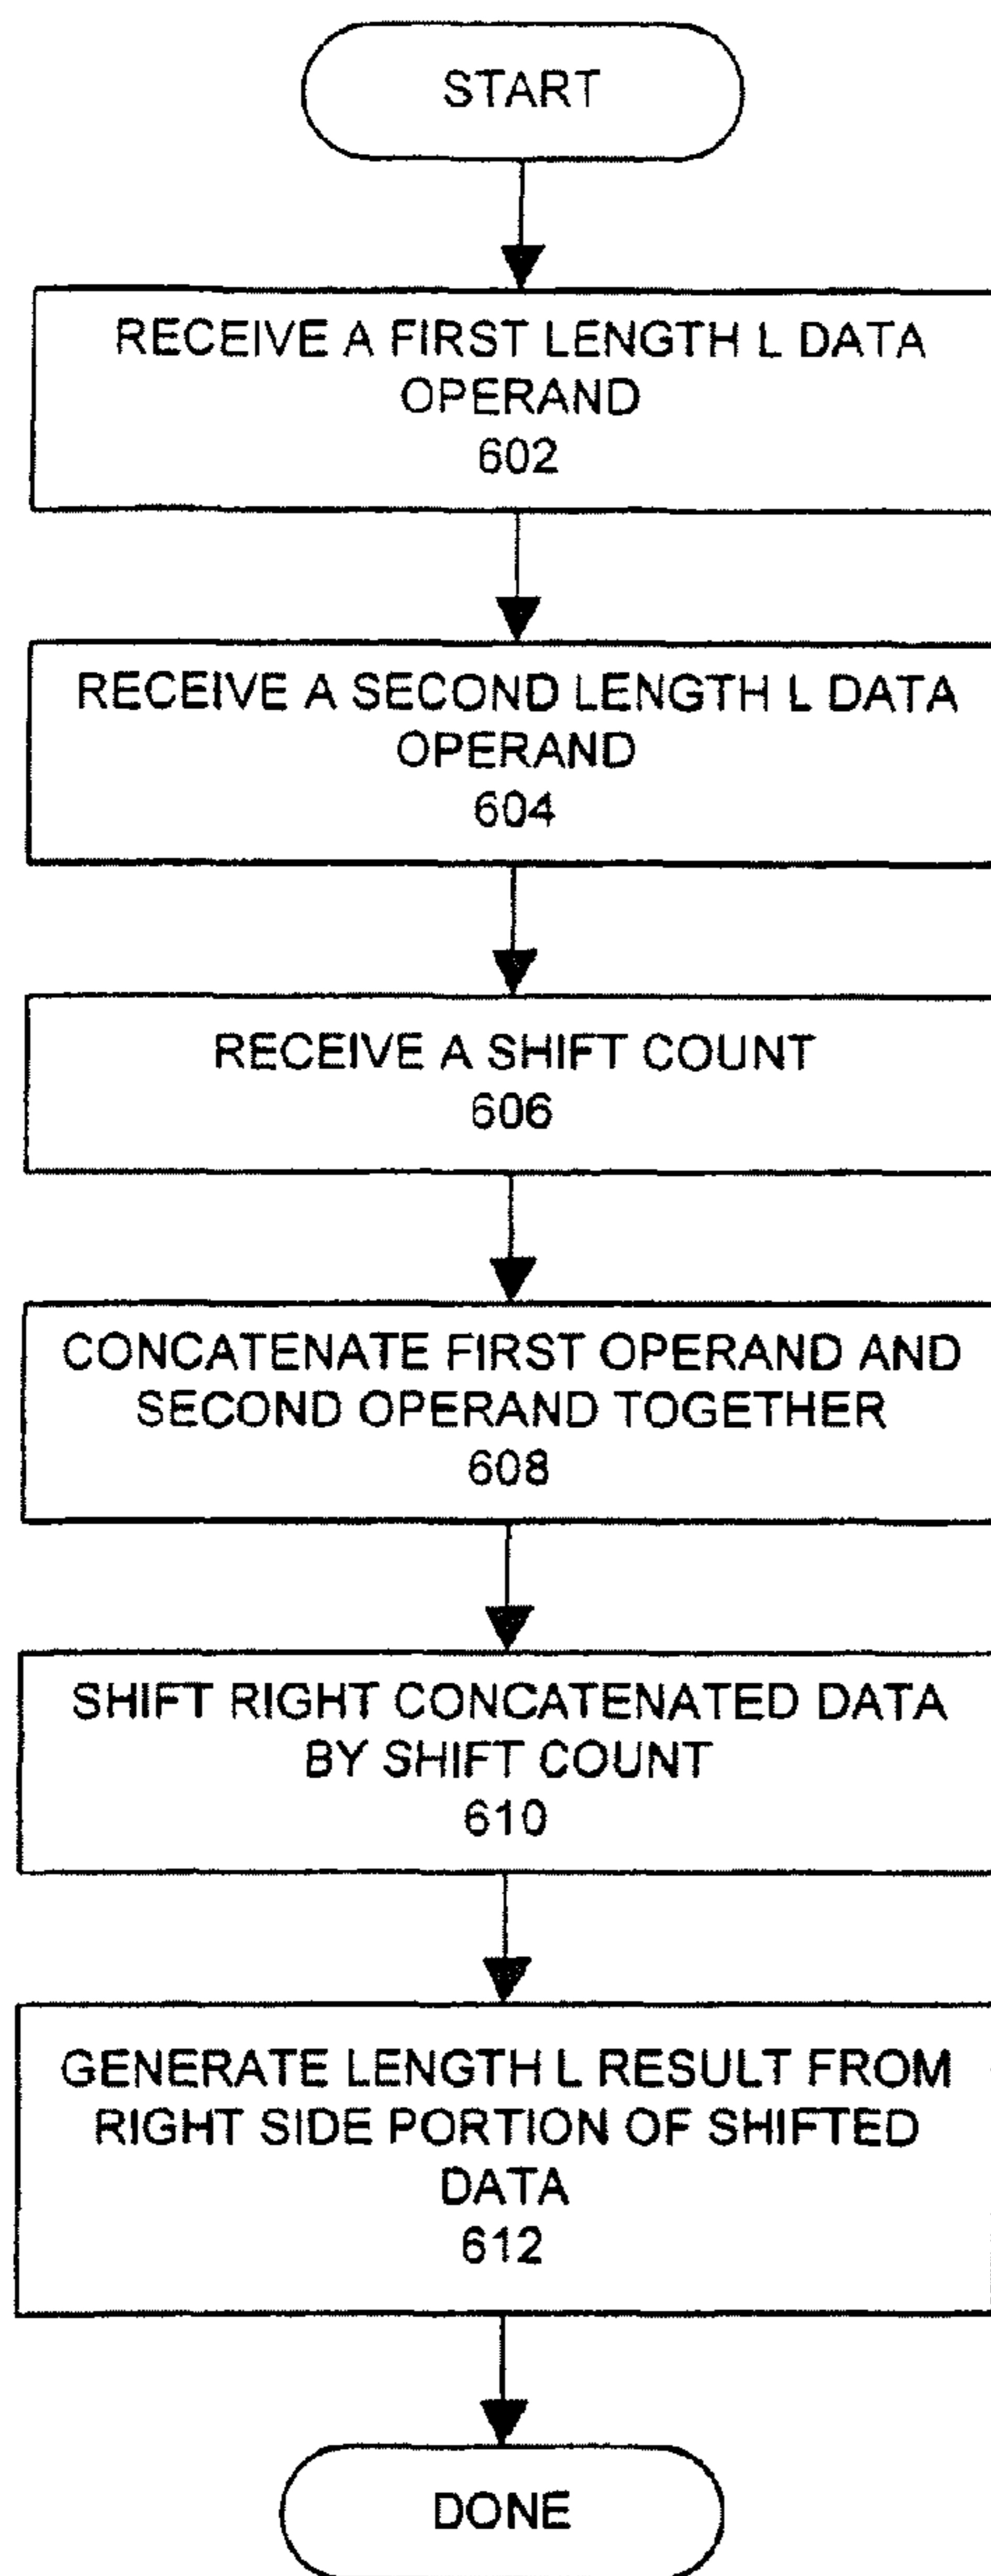 START
RECEIVE A FIRST LENGTH L DATA
OPERAND
602
RECEIVE A SECOND LENGTH L DATA
OPERAND
604
RECEIVE A SHIFT COUNT
606
CONCATENATE FIRST OPERAND AND
SECOND OPERAND TOGETHER
608
SHIFT RIGHT CONCATENATED DATA
BY SHIFT COUNT
610
GENERATE LENGTH L RESULT FROM
RIGHT SIDE PORTION OF SHIFTED
DATA
612
DONE